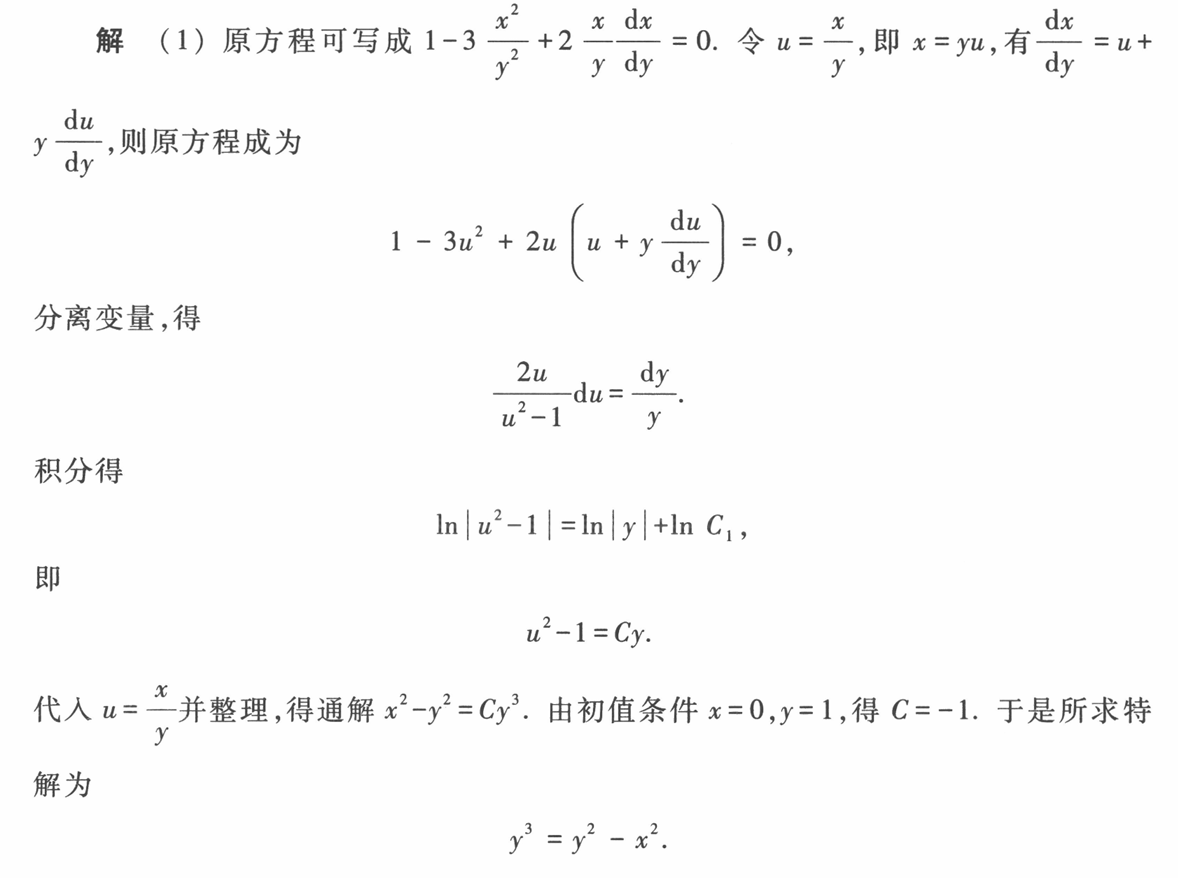 解 (1) 原方程可写成 1-3 x²/y² +2 x/y dx/dy =0. 令 u= x/y ,即 x=yu,有 dx/dy =u+
y du/dy ,则原方程成为
1 - 3u² + 2u (u + y du/dy) = 0,
分离变量,得
2u/(u²-1) du = dy/y.
积分得
ln|u²-1|=ln|y|+ln C₁,
即
u²-1=Cy.
代入 u= x/y 并整理,得通解 x²-y²=Cy³. 由初值条件 x=0,y=1,得 C=-1. 于是所求特
解为
y³ = y² - x².